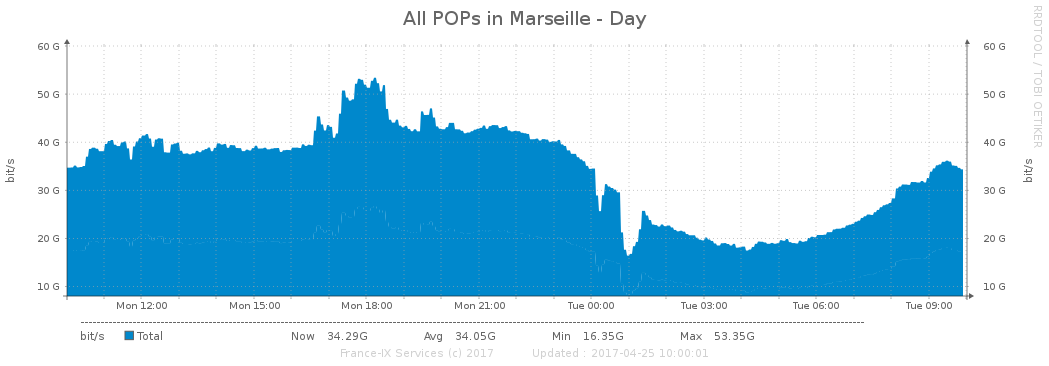 All POPs in Marseille - Day
RRDTOOL / TOBI OETIKER
bit/s
60 G 60 G
50 G 50 G
40 G 40 G
30 G 30 G
20 G 20 G
10 G 10 G
bit/s
Mon 12:00 Mon 15:00 Mon 18:00 Mon 21:00 Tue 00:00 Tue 03:00 Tue 06:00 Tue 09:00
bit/s Total Now 34.29G Avg 34.05G Min 16.35G Max 53.35G
France-IX Services (c) 2017 Updated : 2017-04-25 10:00:01